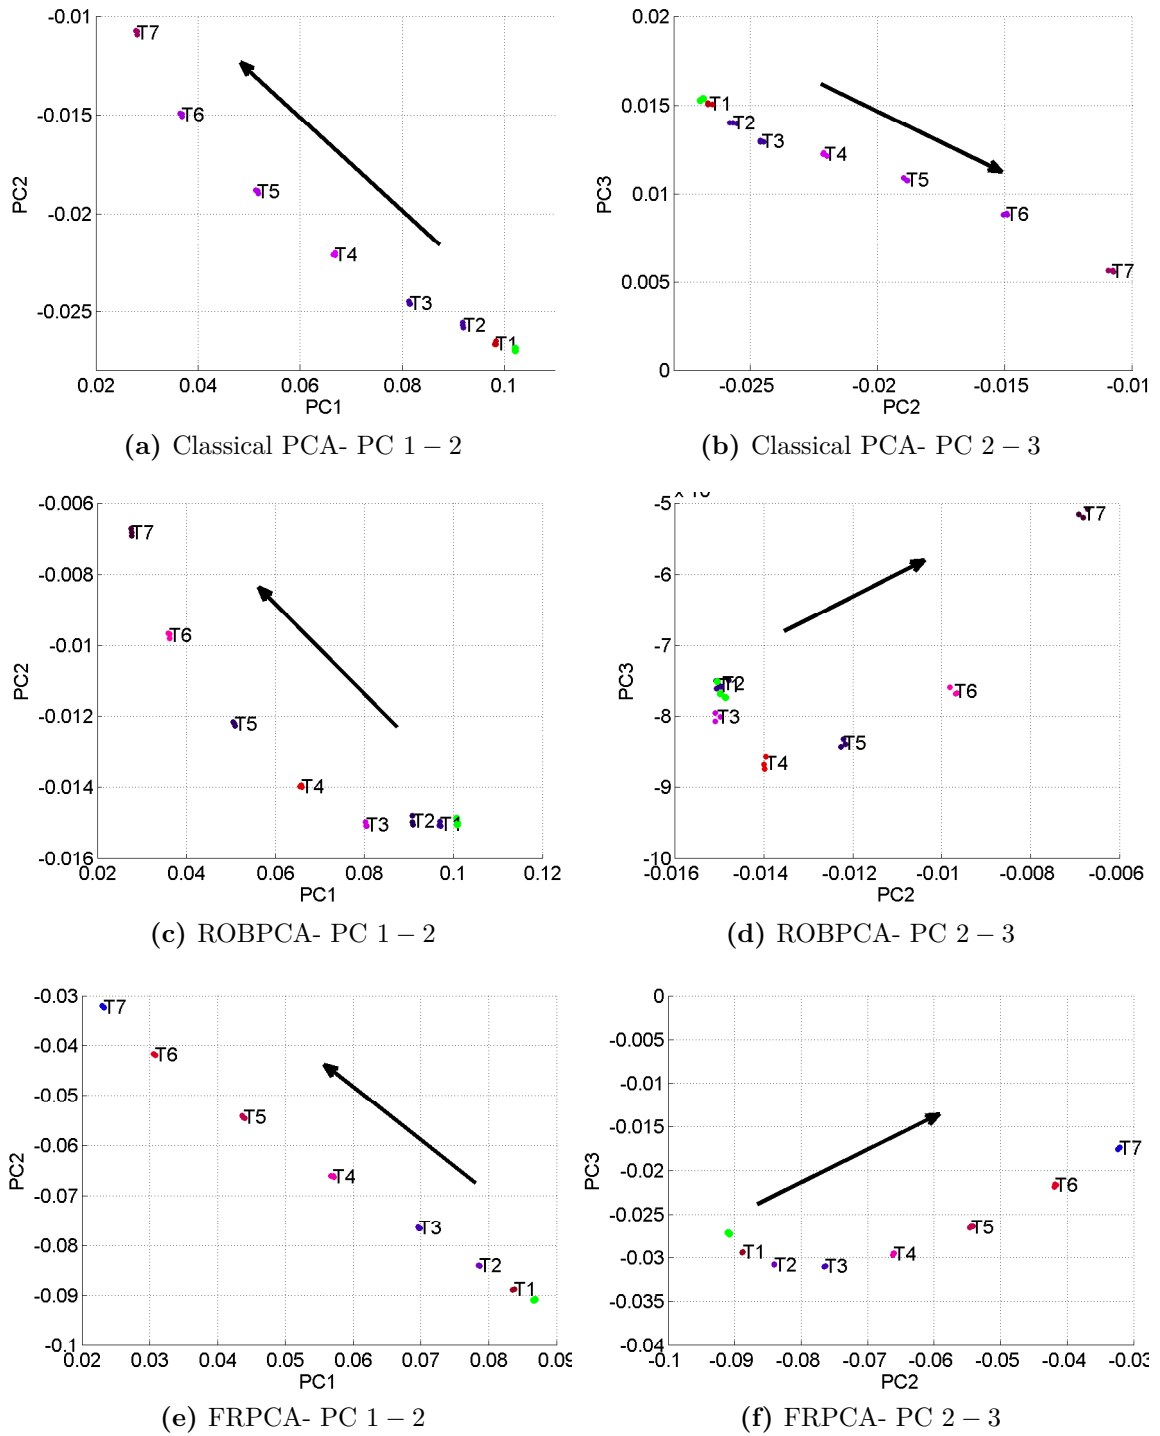 -0.01
T7
-0.015
T6
PC2
T5
-0.02
T4
T3
-0.025
T2
T1
0.02 0.04 0.06 0.08 0.1
PC1
(a) Classical PCA- PC 1 − 2
0.02
0.015
T1
T2
T3
T4
PC3
T5
0.01
T6
T7
0.005
0
-0.025 -0.02 -0.015 -0.01
PC2
(b) Classical PCA- PC 2 − 3
-0.006
T7
-0.008
T6
-0.01
PC2
T5
-0.012
T4
-0.014
T3
T2
T1
-0.016
0.02 0.04 0.06 0.08 0.1 0.12
PC1
(c) ROBPCA- PC 1 − 2
-5
T7
-6
-7
PC3
T2
T6
T3
-8
T5
T4
-9
-10
-0.016 -0.014 -0.012 -0.01 -0.008 -0.006
PC2
(d) ROBPCA- PC 2 − 3
-0.03
T7
-0.04
T6
-0.05
T5
-0.06
PC2
T4
-0.07
T3
-0.08
T2
T1
-0.09
-0.1
0.02 0.03 0.04 0.05 0.06 0.07 0.08 0.09
PC1
(e) FRPCA- PC 1 − 2
0
-0.005
-0.01
-0.015
T7
PC3
-0.02
T6
-0.025
T5
T1
T2
T3
T4
-0.03
-0.035
-0.04
-0.1 -0.09 -0.08 -0.07 -0.06 -0.05 -0.04 -0.03
PC2
(f) FRPCA- PC 2 − 3